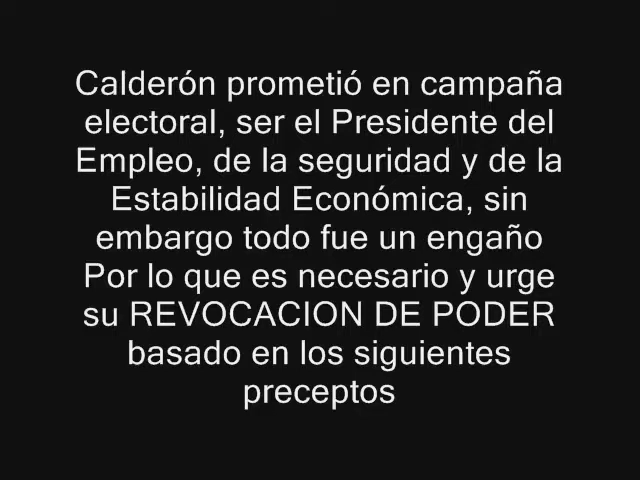 Calderón prometió en campaña
electoral, ser el Presidente del
Empleo, de la seguridad y de la
Estabilidad Económica, sin
embargo todo fue un engaño
Por lo que es necesario y urge
su REVOCACION DE PODER
basado en los siguientes
preceptos